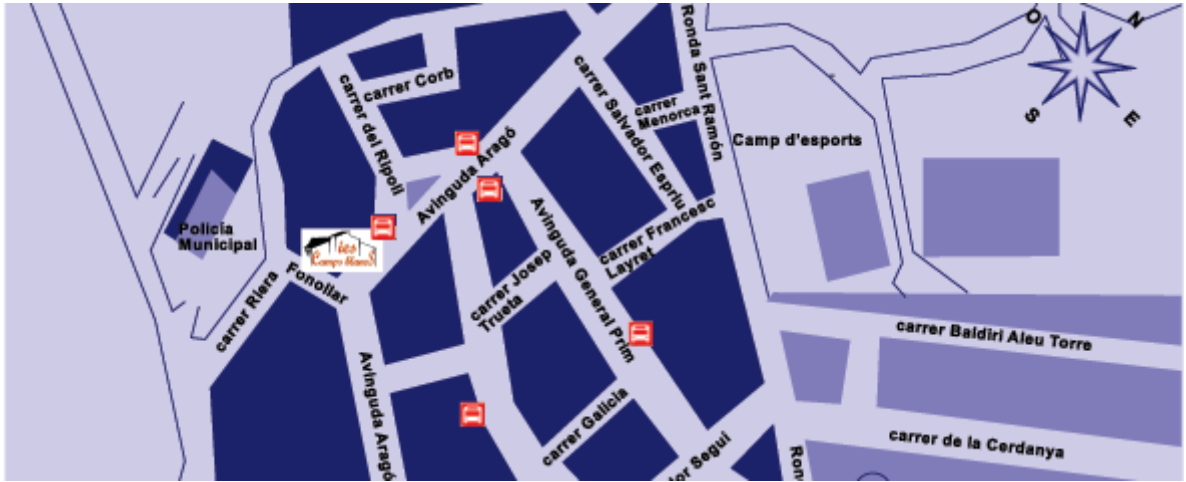 O
N
S
E
Ronda Sant Ramón
carrer Corb
carrer del Ripoll
carrer Salvador Espriu
carrer
Menorca
Camp d'esports
Avinguda Aragó
Avinguda General Prim
Policia
Municipal
ies
Camps blancs
Fonollar
carrer Riera
carrer Francesc
Layret
carrer Josep
Trueta
carrer Baldiri Aleu Torre
Avinguda Aragó
carrer Galicia
carrer de la Cerdanya
dor Segui
Ron